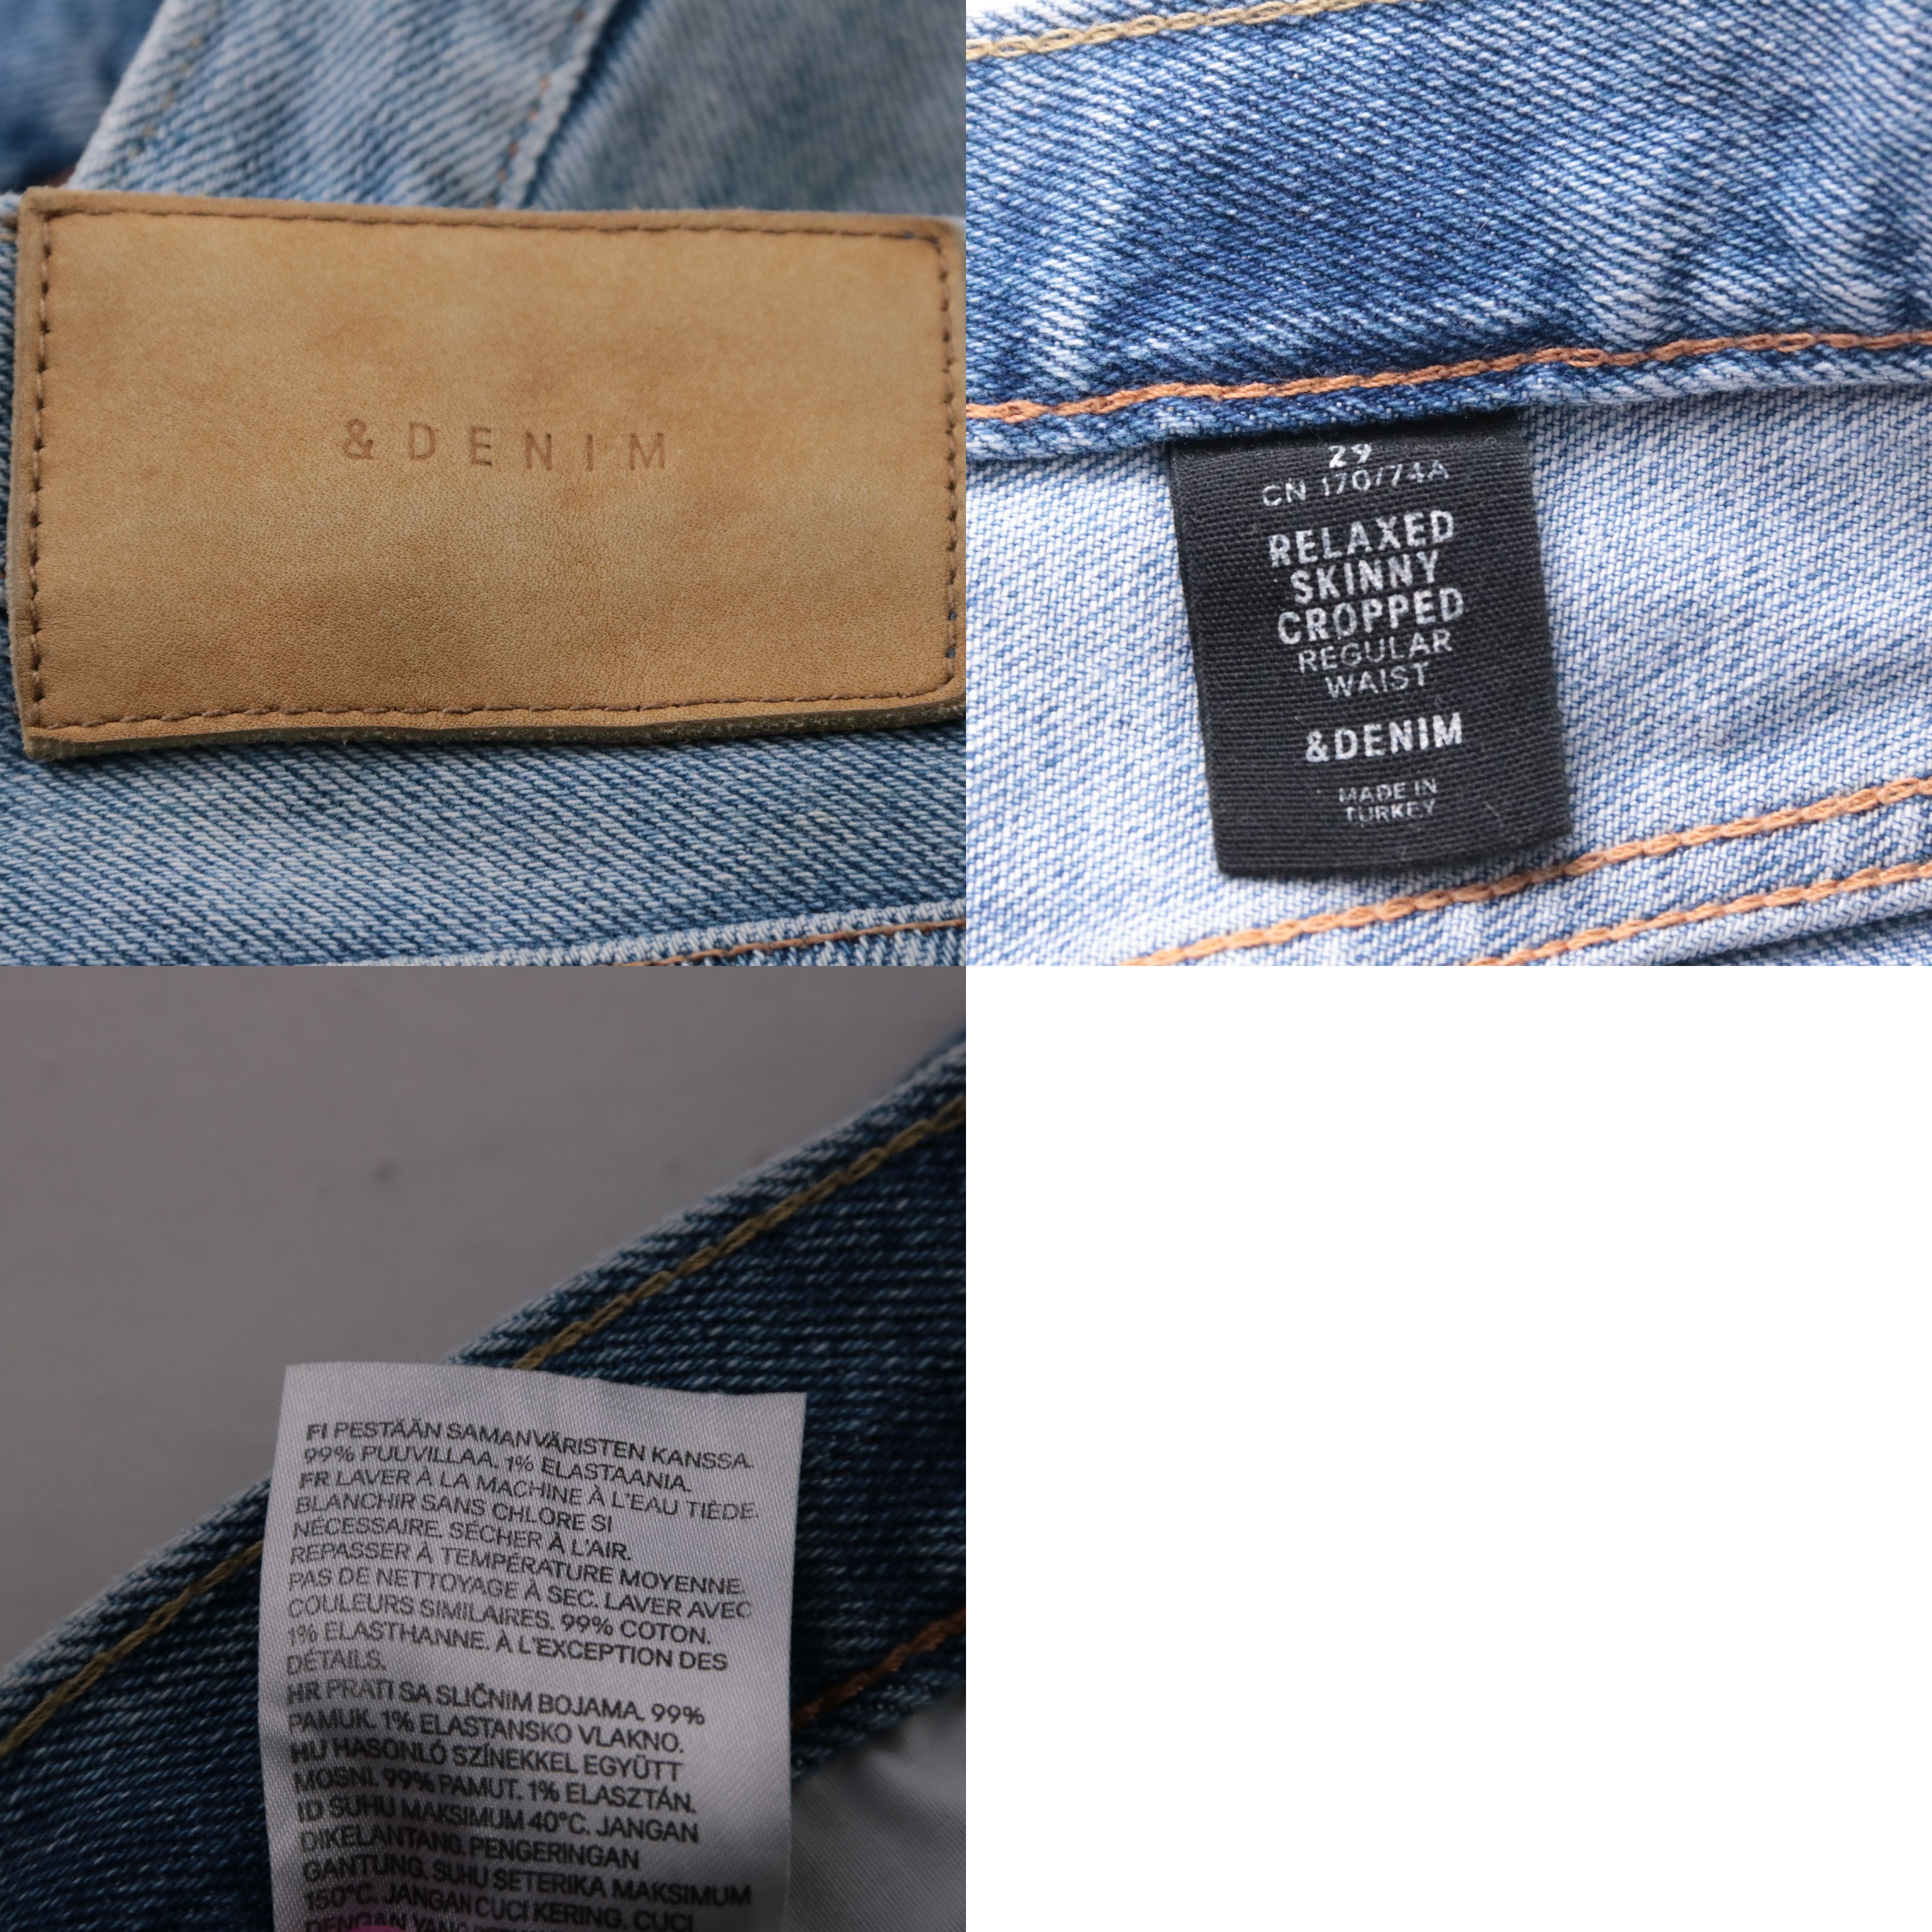 &DENIM
29
CN 170/74A
RELAXED
SKINNY
CROPPED
REGULAR
WAIST
&DENIM
MADE IN
TURKEY
FI PESTÄÄN SAMANVÄRISTEN KANSSA.
99% PUUVILLAA. 1% ELASTAANIA.
FR LAVER À LA MACHINE À L'EAU TIÈDE.
BLANCHIR SANS CHLORE SI
NÉCESSAIRE. SÉCHER À L'AIR.
REPASSER À TEMPÉRATURE MOYENNE.
PAS DE NETTOYAGE À SEC. LAVER AVEC
COULEURS SIMILAIRES. 99% COTON.
1% ELASTHANNE. À L'EXCEPTION DES
DÉTAILS.
HR PRATI SA SLIČNIM BOJAMA. 99%
PAMUK. 1% ELASTANSKO VLAKNO.
HU HASONLÓ SZÍNEKKEL EGYÜTT
MOSNI. 99% PAMUT. 1% ELASZTÁN.
ID SUHU MAKSIMUM 40°C. JANGAN
DIKELANTANG. PENGERINGAN
GANTUNG. SUHU SETERIKA MAKSIMUM
150°C. JANGAN CUCI KERING. CUCI
DENGAN